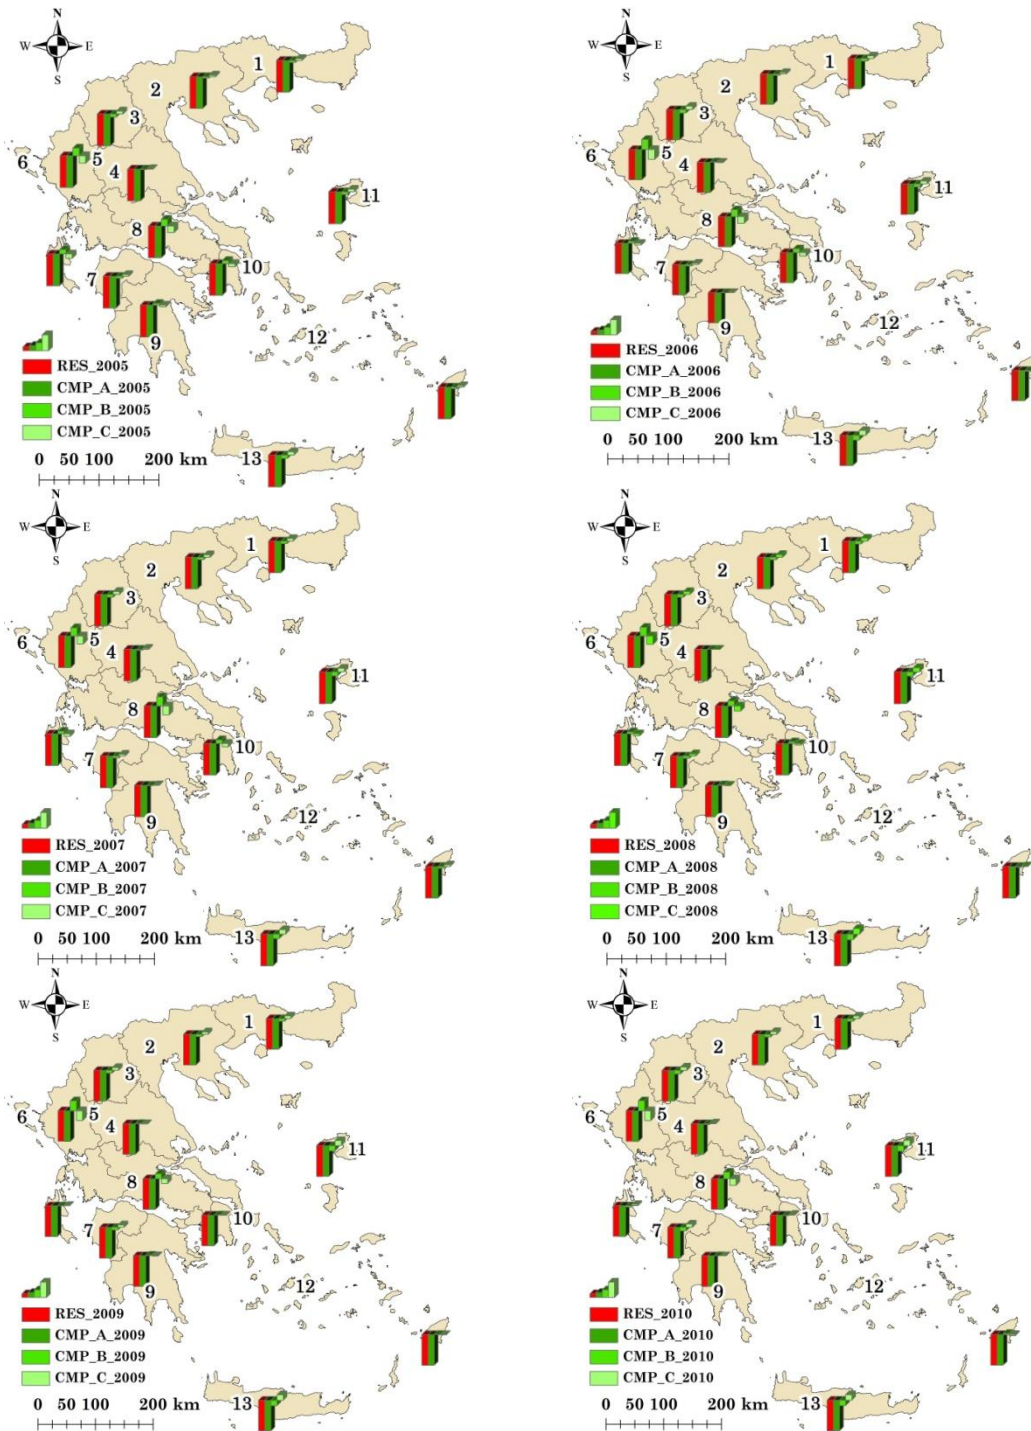 N
W E
S
1
2
3
6 5
4
11
8
10
7
12
9
RES_2005
CMP_A_2005
CMP_B_2005
CMP_C_2005
13
0 50 100 200 km
N
W E
S
1
2
3
6 5
4
11
8
10
7
12
9
RES_2006
CMP_A_2006
CMP_B_2006
CMP_C_2006
13
0 50 100 200 km
N
W E
S
1
2
3
6 5
4
11
8
10
7
12
9
RES_2007
CMP_A_2007
CMP_B_2007
CMP_C_2007
13
0 50 100 200 km
N
W E
S
1
2
3
6 5
4
11
8
10
7
12
9
RES_2008
CMP_A_2008
CMP_B_2008
CMP_C_2008
13
0 50 100 200 km
N
W E
S
1
2
3
6 5
4
11
8
10
7
12
9
RES_2009
CMP_A_2009
CMP_B_2009
CMP_C_2009
13
0 50 100 200 km
N
W E
S
1
2
3
6 5
4
11
8
10
7
12
9
RES_2010
CMP_A_2010
CMP_B_2010
CMP_C_2010
13
0 50 100 200 km